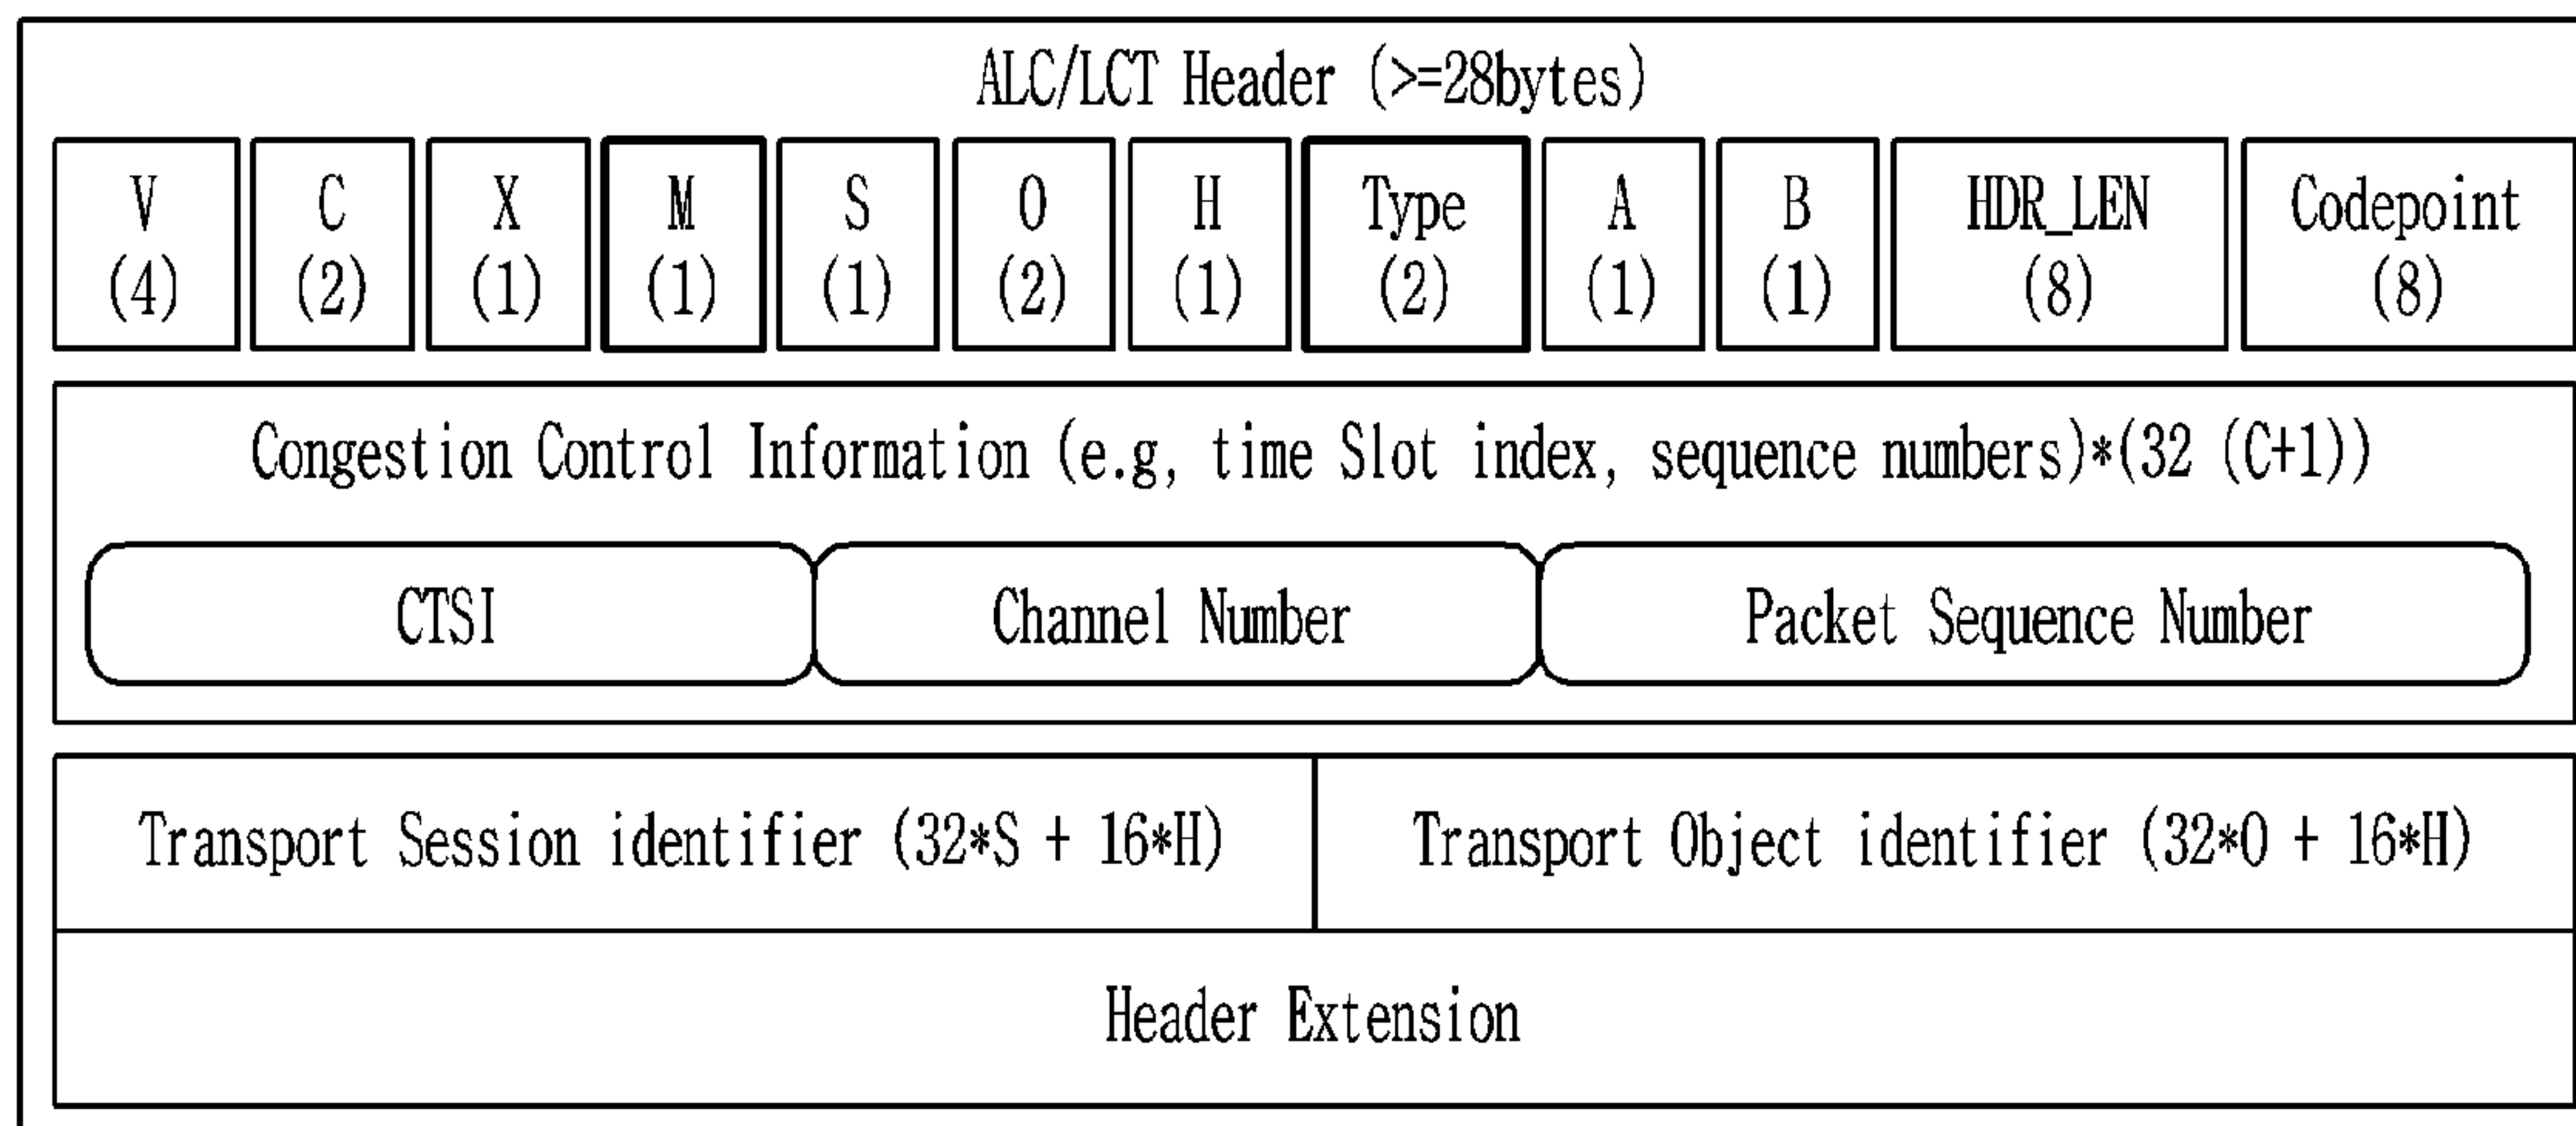 ALC/LCT Header (>=28bytes)
V C X M S O H Type A B HDR_LEN Codepoint
(4) (2) (1) (1) (1) (2) (1) (2) (1) (1) (8) (8)
Congestion Control Information (e.g, time Slot index, sequence numbers)*(32 (C+1))
CTSI Channel Number Packet Sequence Number
Transport Session identifier (32*S + 16*H) Transport Object identifier (32*O + 16*H)
Header Extension